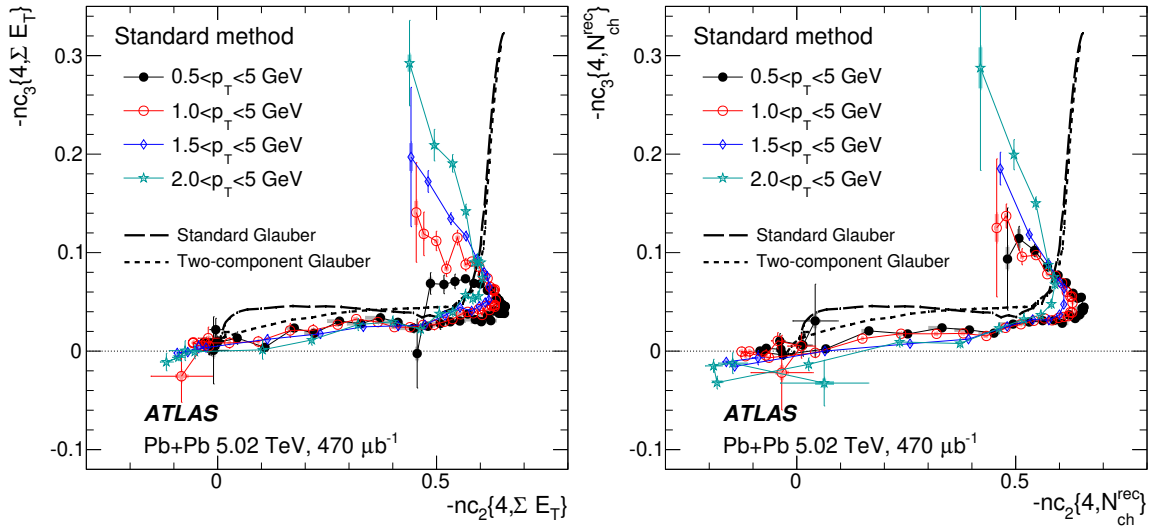 -nc₃{4,Σ E_T}
0.3
0.2
0.1
0
-0.1
Standard method
0.5<p_T<5 GeV
1.0<p_T<5 GeV
1.5<p_T<5 GeV
2.0<p_T<5 GeV
Standard Glauber
Two-component Glauber
ATLAS
Pb+Pb 5.02 TeV, 470 μb⁻¹
0 0.5
-nc₂{4,Σ E_T}
-nc₃{4,N_ch^rec}
0.3
0.2
0.1
0
-0.1
Standard method
0.5<p_T<5 GeV
1.0<p_T<5 GeV
1.5<p_T<5 GeV
2.0<p_T<5 GeV
Standard Glauber
Two-component Glauber
ATLAS
Pb+Pb 5.02 TeV, 470 μb⁻¹
0 0.5
-nc₂{4,N_ch^rec}